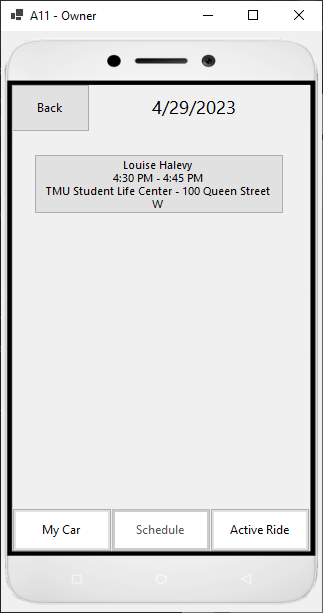 A11 - Owner
Back
4/29/2023
Louise Halevy
4:30 PM - 4:45 PM
TMU Student Life Center - 100 Queen Street
W
My Car
Schedule
Active Ride